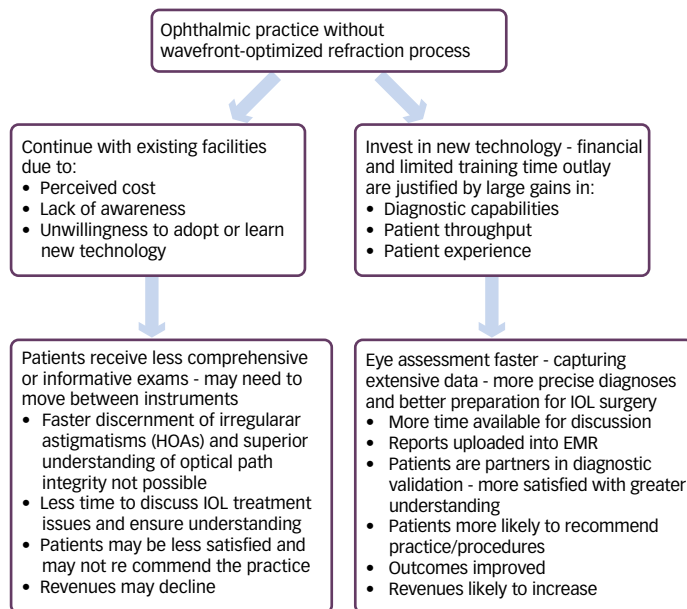 Ophthalmic practice without
wavefront-optimized refraction process
Continue with existing facilities
due to:
• Perceived cost
• Lack of awareness
• Unwillingness to adopt or learn
new technology
Invest in new technology - financial
and limited training time outlay
are justified by large gains in:
• Diagnostic capabilities
• Patient throughput
• Patient experience
Patients receive less comprehensive
or informative exams - may need to
move between instruments
• Faster discernment of irregularar
astigmatisms (HOAs) and superior
understanding of optical path
integrity not possible
• Less time to discuss IOL treatment
issues and ensure understanding
• Patients may be less satisfied and
may not re commend the practice
• Revenues may decline
Eye assessment faster - capturing
extensive data - more precise diagnoses
and better preparation for IOL surgery
• More time available for discussion
• Reports uploaded into EMR
• Patients are partners in diagnostic
validation - more satisfied with greater
understanding
• Patients more likely to recommend
practice/procedures
• Outcomes improved
• Revenues likely to increase